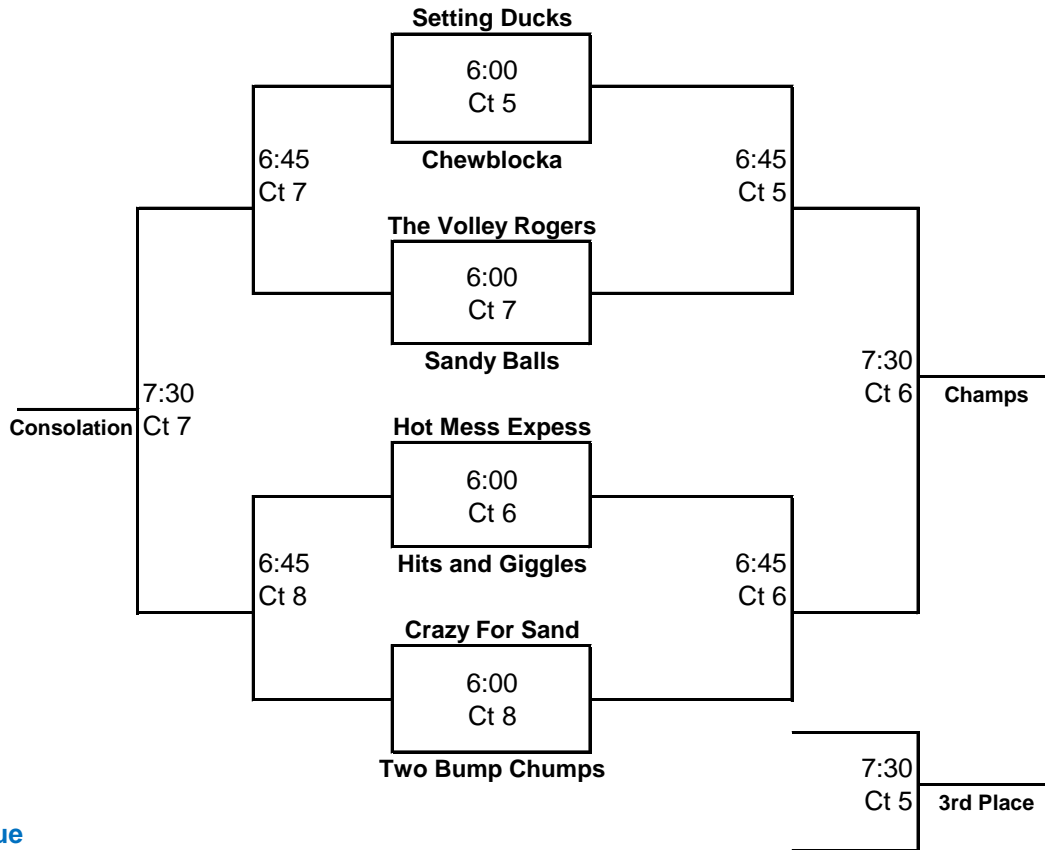 Setting Ducks
6:00
Ct 5
Chewblocka
6:45
Ct 7
6:45
Ct 5
The Volley Rogers
6:00
Ct 7
Sandy Balls
7:30
Ct 6
Champs
7:30
Consolation Ct 7
Hot Mess Expess
6:00
Ct 6
Hits and Giggles
6:45
Ct 8
6:45
Ct 6
Crazy For Sand
6:00
Ct 8
Two Bump Chumps
7:30
Ct 5
3rd Place
ue